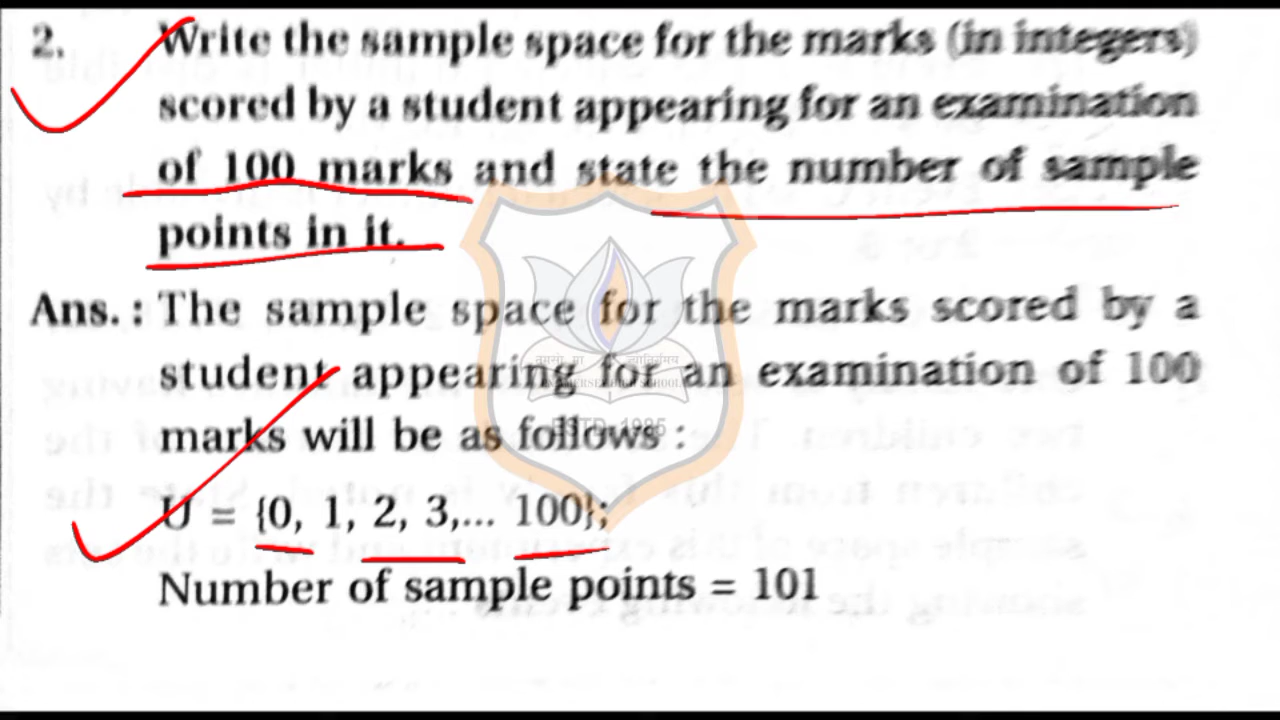 2. Write the sample space for the marks (in integers)
scored by a student appearing for an examination
of 100 marks and state the number of sample
points in it.
Ans. : The sample space for the marks scored by a
student appearing for an examination of 100
marks will be as follows :
U = {0, 1, 2, 3,... 100};
Number of sample points = 101
ESTD. 1985